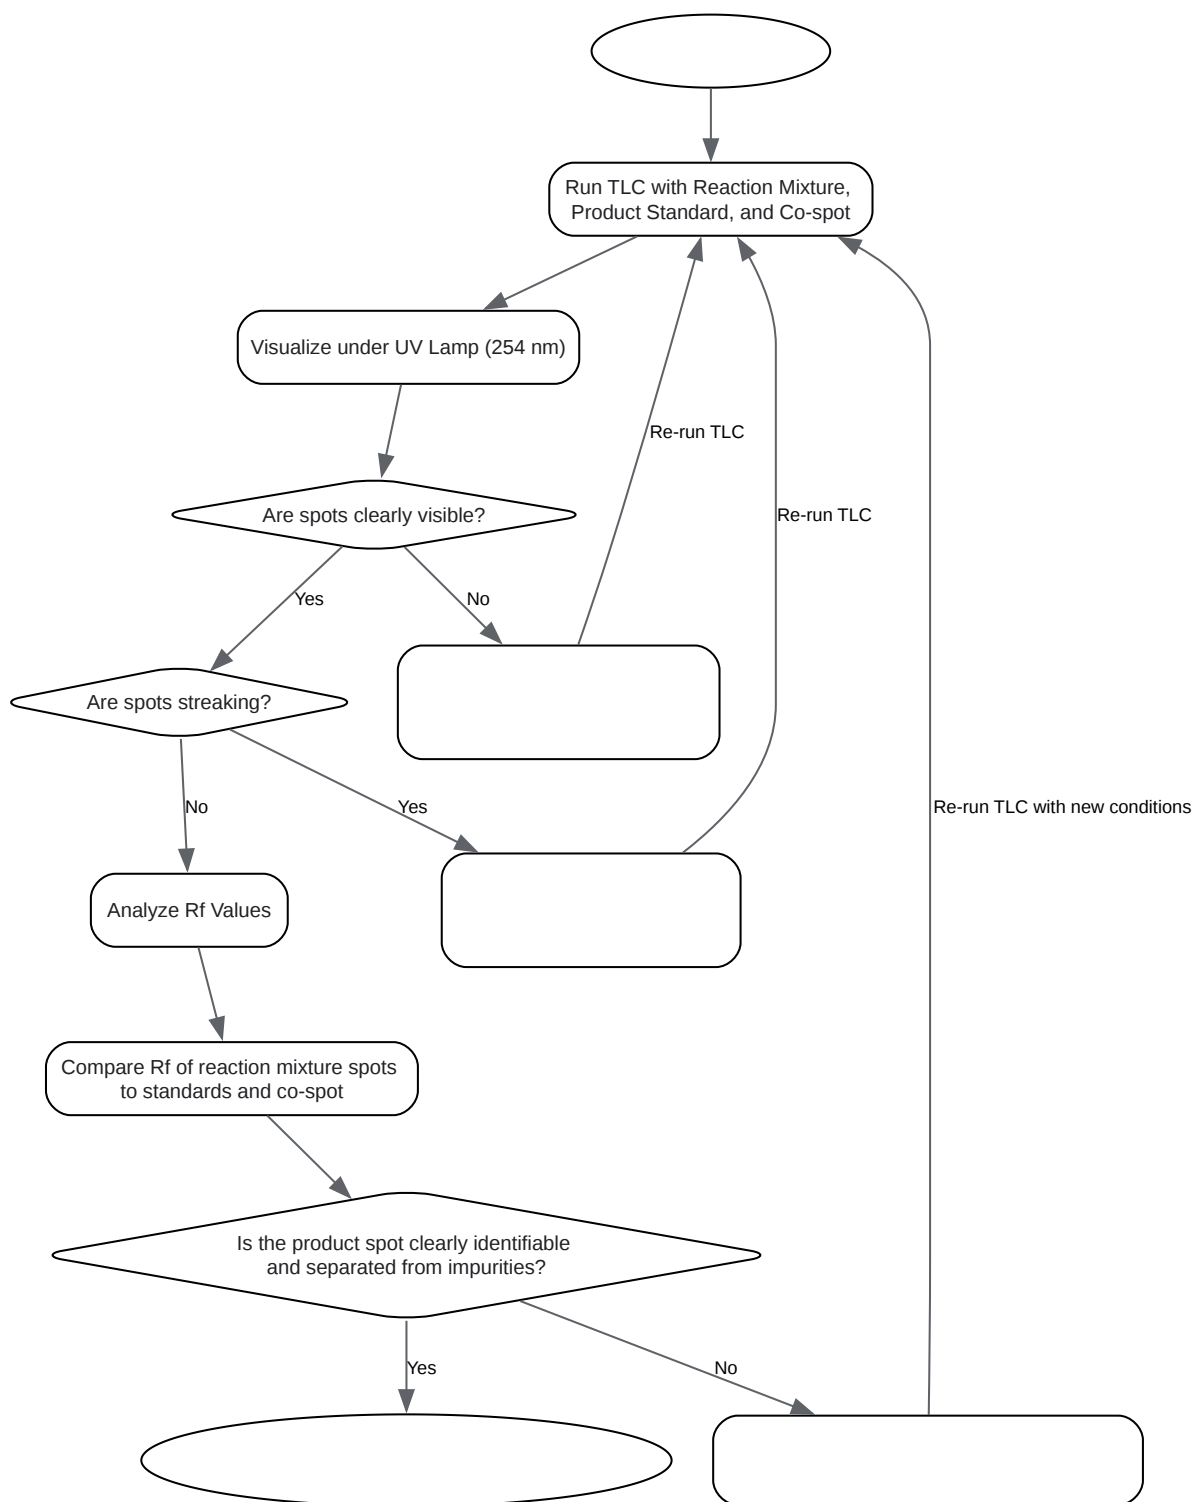 Run TLC with Reaction Mixture,
Product Standard, and Co-spot
Visualize under UV Lamp (254 nm)
Re-run TLC
Are spots clearly visible?
Re-run TLC
Yes
No
Are spots streaking?
No
Yes
Re-run TLC with new conditions
Analyze Rf Values
Compare Rf of reaction mixture spots
to standards and co-spot
Is the product spot clearly identifiable
and separated from impurities?
Yes
No